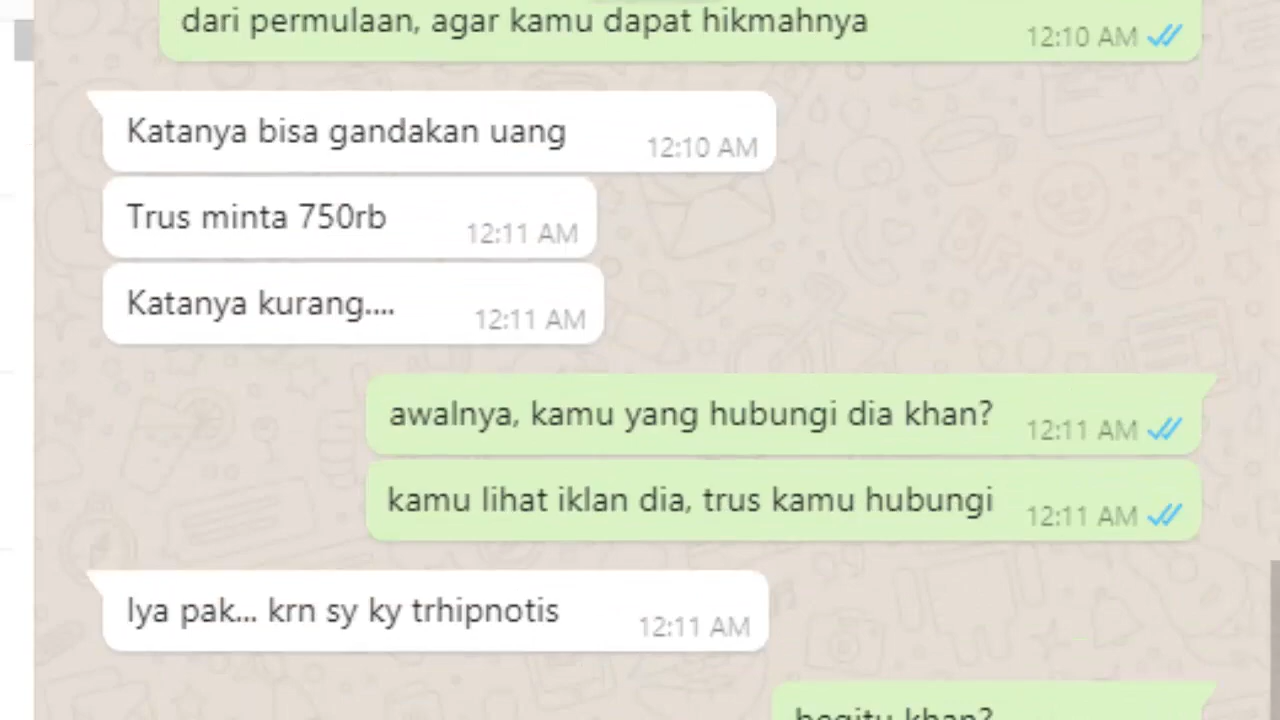 dari permulaan, agar kamu dapat hikmahnya
12:10 AM
Katanya bisa gandakan uang
12:10 AM
Trus minta 750rb
12:11 AM
Katanya kurang....
12:11 AM
awalnya, kamu yang hubungi dia khan?
12:11 AM
kamu lihat iklan dia, trus kamu hubungi
12:11 AM
Iya pak... krn sy ky trhipnotis
12:11 AM
begitu khan?